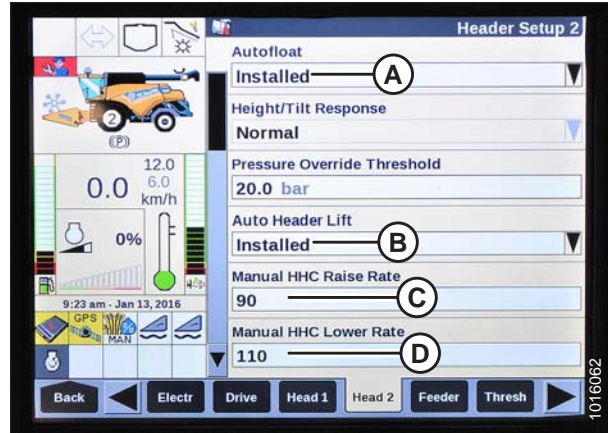 Header Setup 2
Autofloat
Installed
A
Height/Tilt Response
Normal
Pressure Override Threshold
20.0 bar
Auto Header Lift
Installed
B
Manual HHC Raise Rate
90
C
Manual HHC Lower Rate
110
D
2
(P)
12.0
6.0
0.0
km/h
0%
9:23 am - Jan 13, 2016
GPS
MAN
Back
Electr
Drive
Head 1
Head 2
Feeder
Thresh
1016062